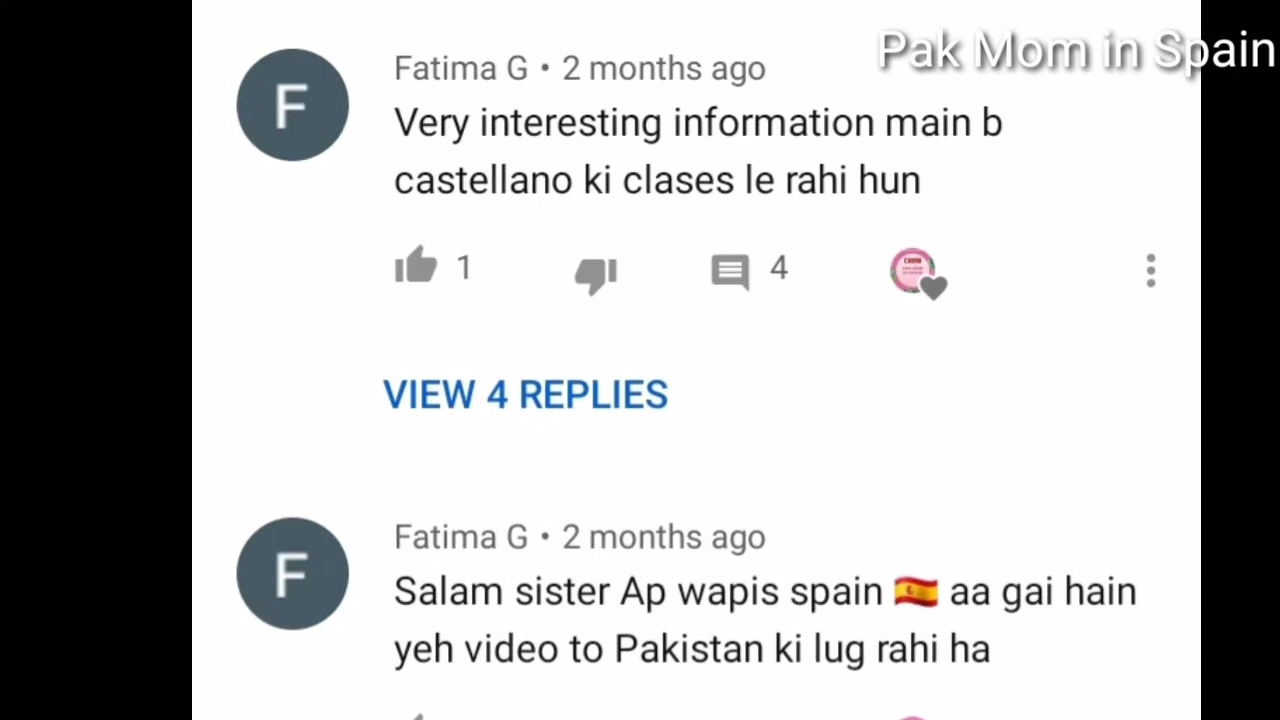 Pak Mom in Spain
F
Fatima G • 2 months ago
Very interesting information main b
castellano ki clases le rahi hun
1
4
VIEW 4 REPLIES
F
Fatima G • 2 months ago
Salam sister Ap wapis spain 🇪🇸 aa gai hain
yeh video to Pakistan ki lug rahi ha